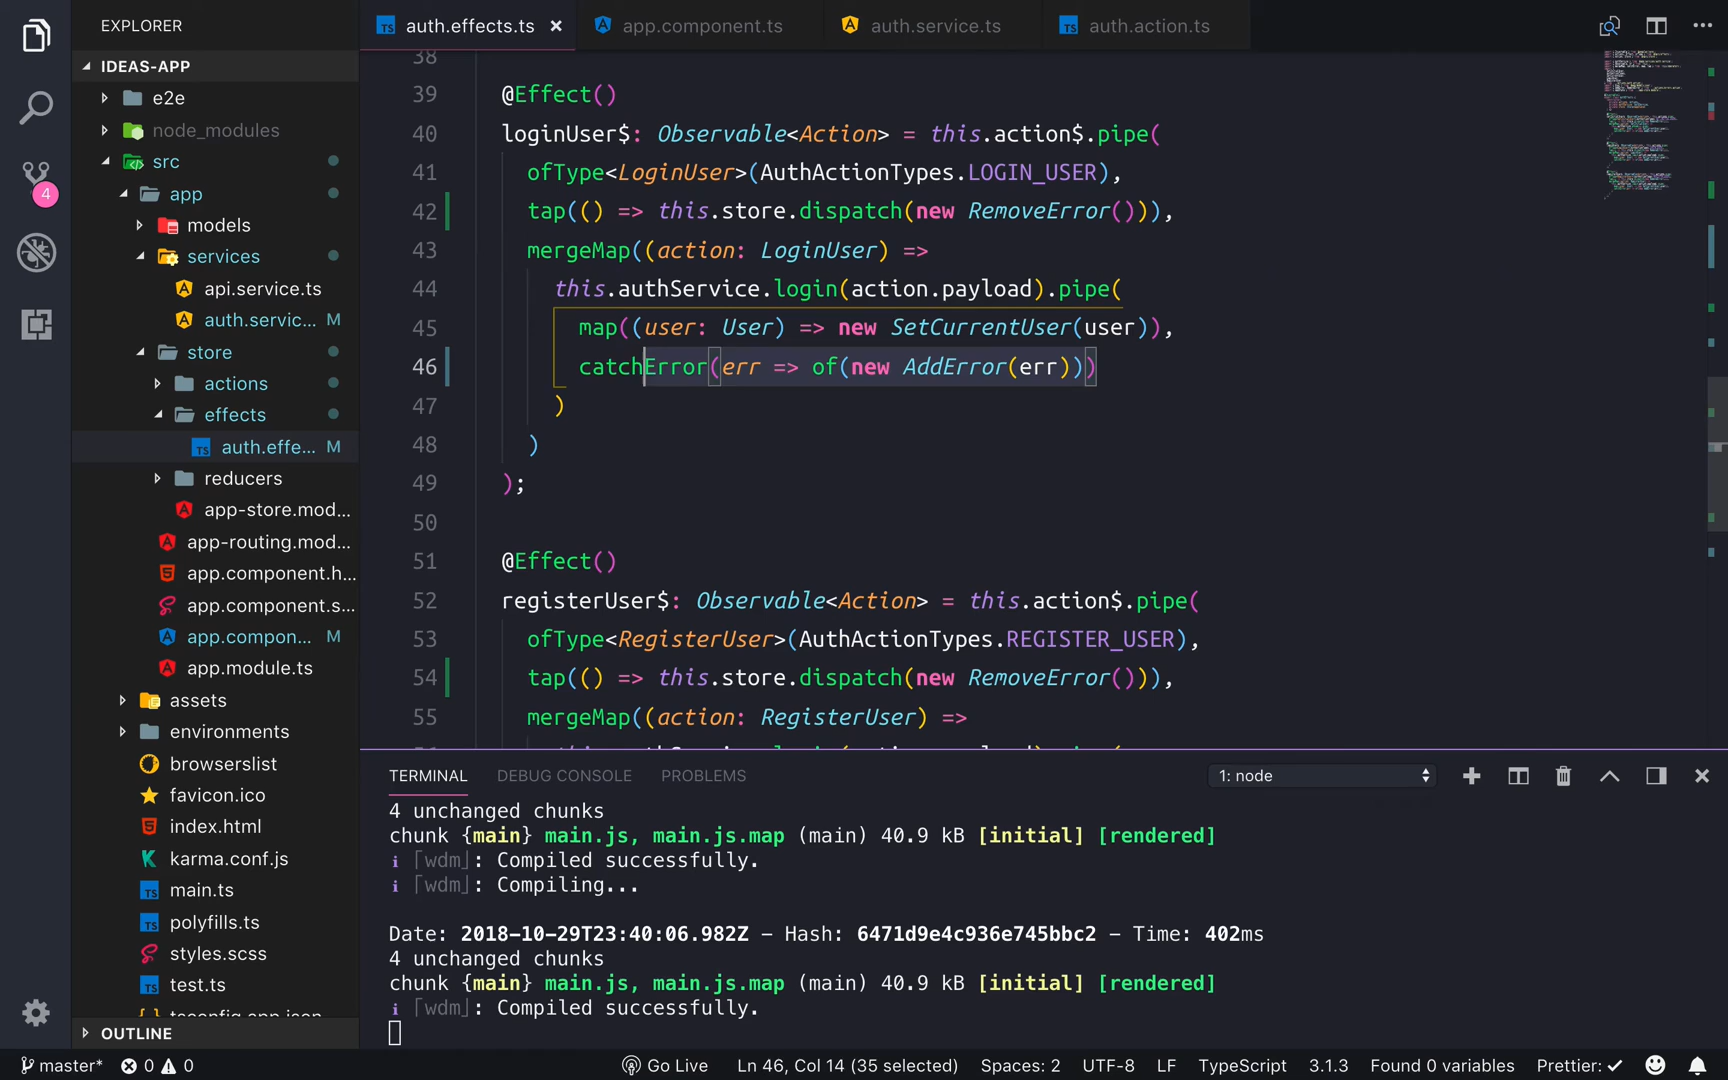 EXPLORER
auth.effects.ts
app.component.ts
auth.service.ts
auth.action.ts
IDEAS-APP
e2e
node_modules
src
app
models
services
api.service.ts
auth.servic... M
store
actions
effects
auth.effe... M
reducers
app-store.mod...
app-routing.mod...
app.component.h...
app.component.s...
app.compon... M
app.module.ts
assets
environments
browserslist
favicon.ico
index.html
karma.conf.js
main.ts
polyfills.ts
styles.scss
test.ts
tsconfig.app.json
OUTLINE
4
38
39 @Effect()
40 loginUser$: Observable<Action> = this.action$.pipe(
41 ofType<LoginUser>(AuthActionTypes.LOGIN_USER),
42 tap(() => this.store.dispatch(new RemoveError())),
43 mergeMap((action: LoginUser) =>
44 this.authService.login(action.payload).pipe(
45 map((user: User) => new SetCurrentUser(user)),
46 catchError(err => of(new AddError(err)))
47 )
48 )
49 );
50
51 @Effect()
52 registerUser$: Observable<Action> = this.action$.pipe(
53 ofType<RegisterUser>(AuthActionTypes.REGISTER_USER),
54 tap(() => this.store.dispatch(new RemoveError())),
55 mergeMap((action: RegisterUser) =>
TERMINAL DEBUG CONSOLE PROBLEMS 1: node
4 unchanged chunks
chunk {main} main.js, main.js.map (main) 40.9 kB [initial] [rendered]
ℹ ｢wdm｣: Compiled successfully.
ℹ ｢wdm｣: Compiling...
Date: 2018-10-29T23:40:06.982Z - Hash: 6471d9e4c936e745bbc2 - Time: 402ms
4 unchanged chunks
chunk {main} main.js, main.js.map (main) 40.9 kB [initial] [rendered]
ℹ ｢wdm｣: Compiled successfully.
master* 0 0 Go Live Ln 46, Col 14 (35 selected) Spaces: 2 UTF-8 LF TypeScript 3.1.3 Found 0 variables Prettier: ✓